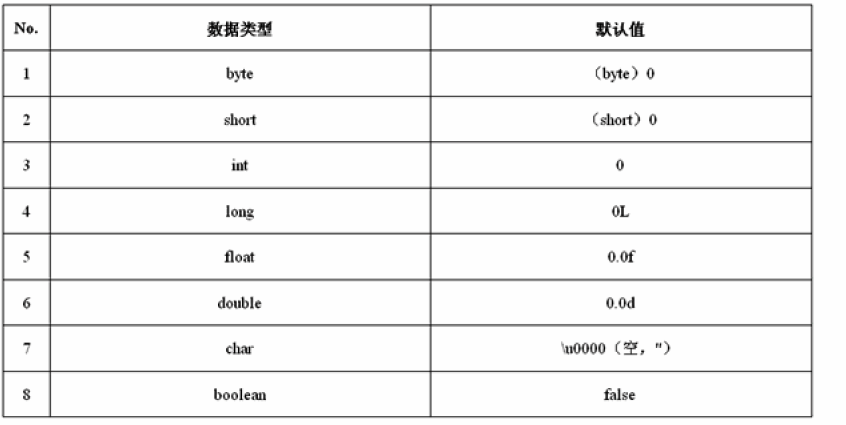 No. 数据类型 默认值
1 byte （byte）0
2 short （short）0
3 int 0
4 long 0L
5 float 0.0f
6 double 0.0d
7 char \u0000（空，''）
8 boolean false